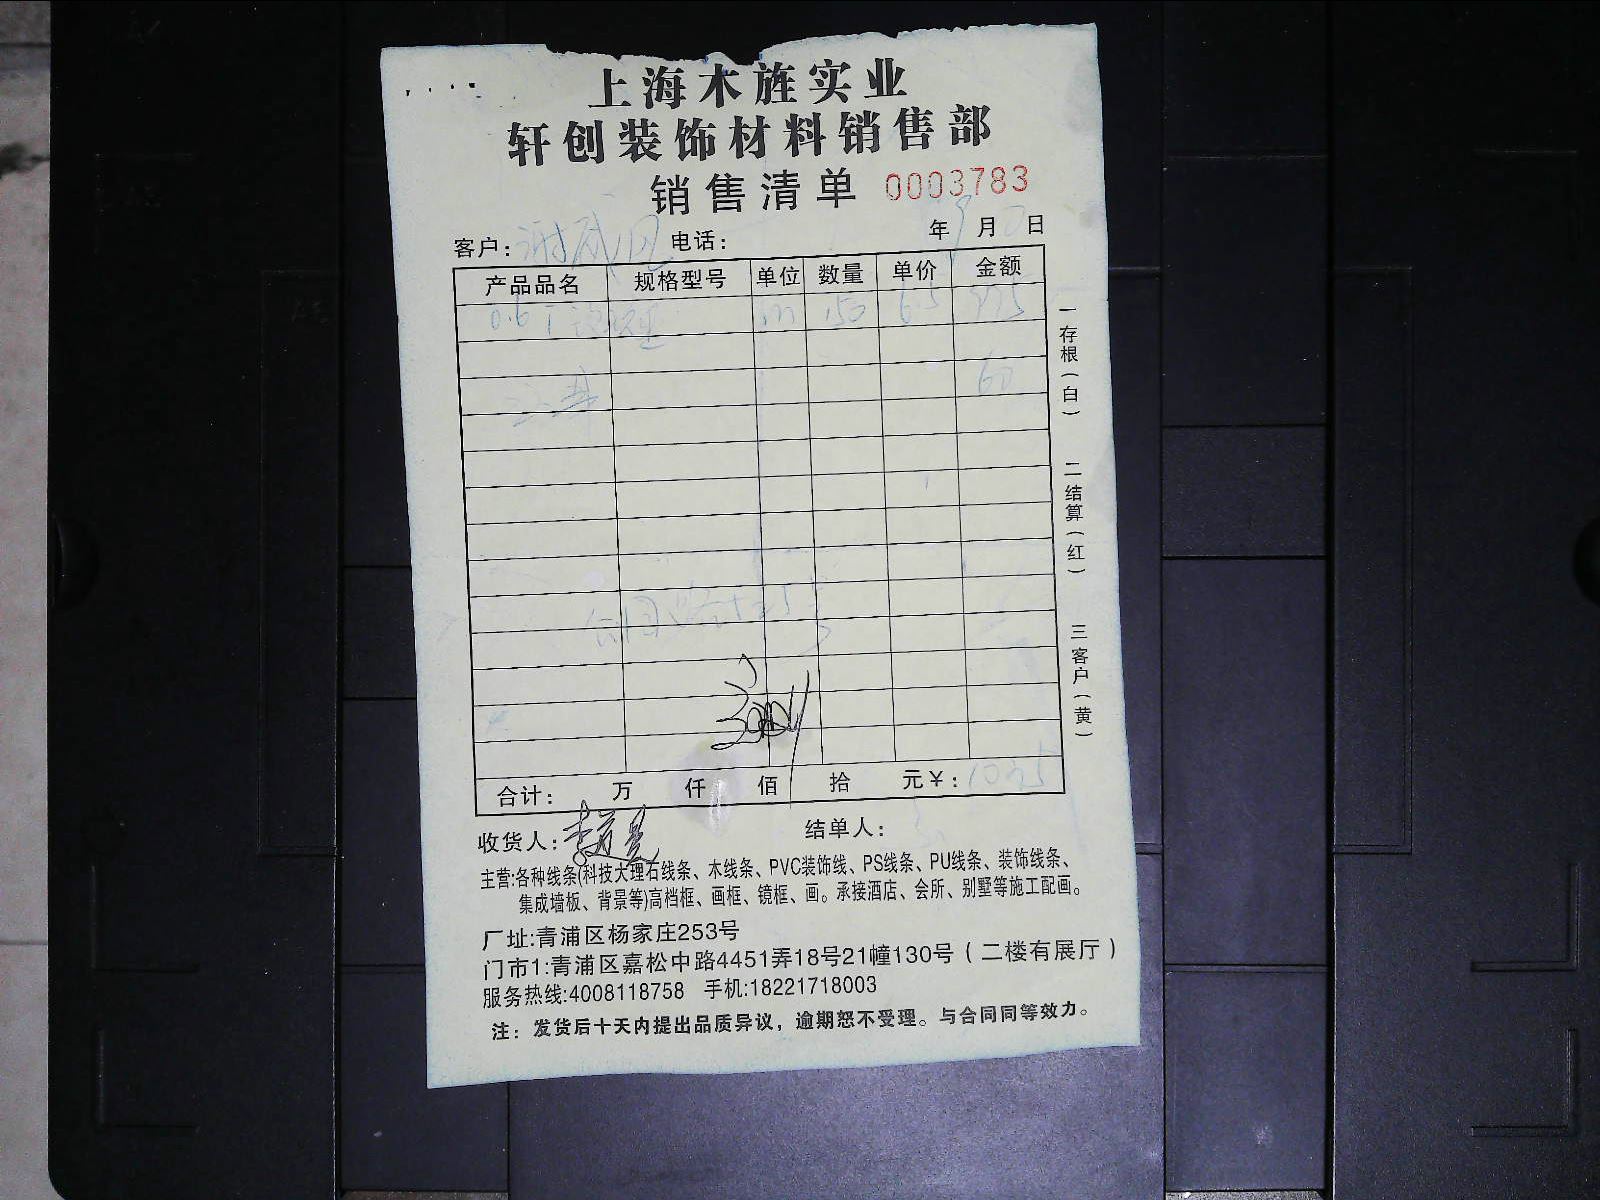 上海木旌实业
轩创装饰材料销售部
销售清单 0003783
客户: 电话: 年 9月 日
产品品名 规格型号 单位 数量 单价 金额
0.6 m 150 6.5 975
60
合计: 万 仟 佰 拾 元¥: 1035
收货人: 结单人:
一存根(白)
二结算(红)
三客户(黄)
主营:各种线条(科技大理石线条、木线条、PVC装饰线、PS线条、PU线条、装饰线条、
集成墙板、背景等)高档框、画框、镜框、画。承接酒店、会所、别墅等施工配画。
厂址:青浦区杨家庄253号
门市1:青浦区嘉松中路4451弄18号21幢130号(二楼有展厅)
服务热线:4008118758 手机:18221718003
注: 发货后十天内提出品质异议,逾期恕不受理。与合同同等效力。